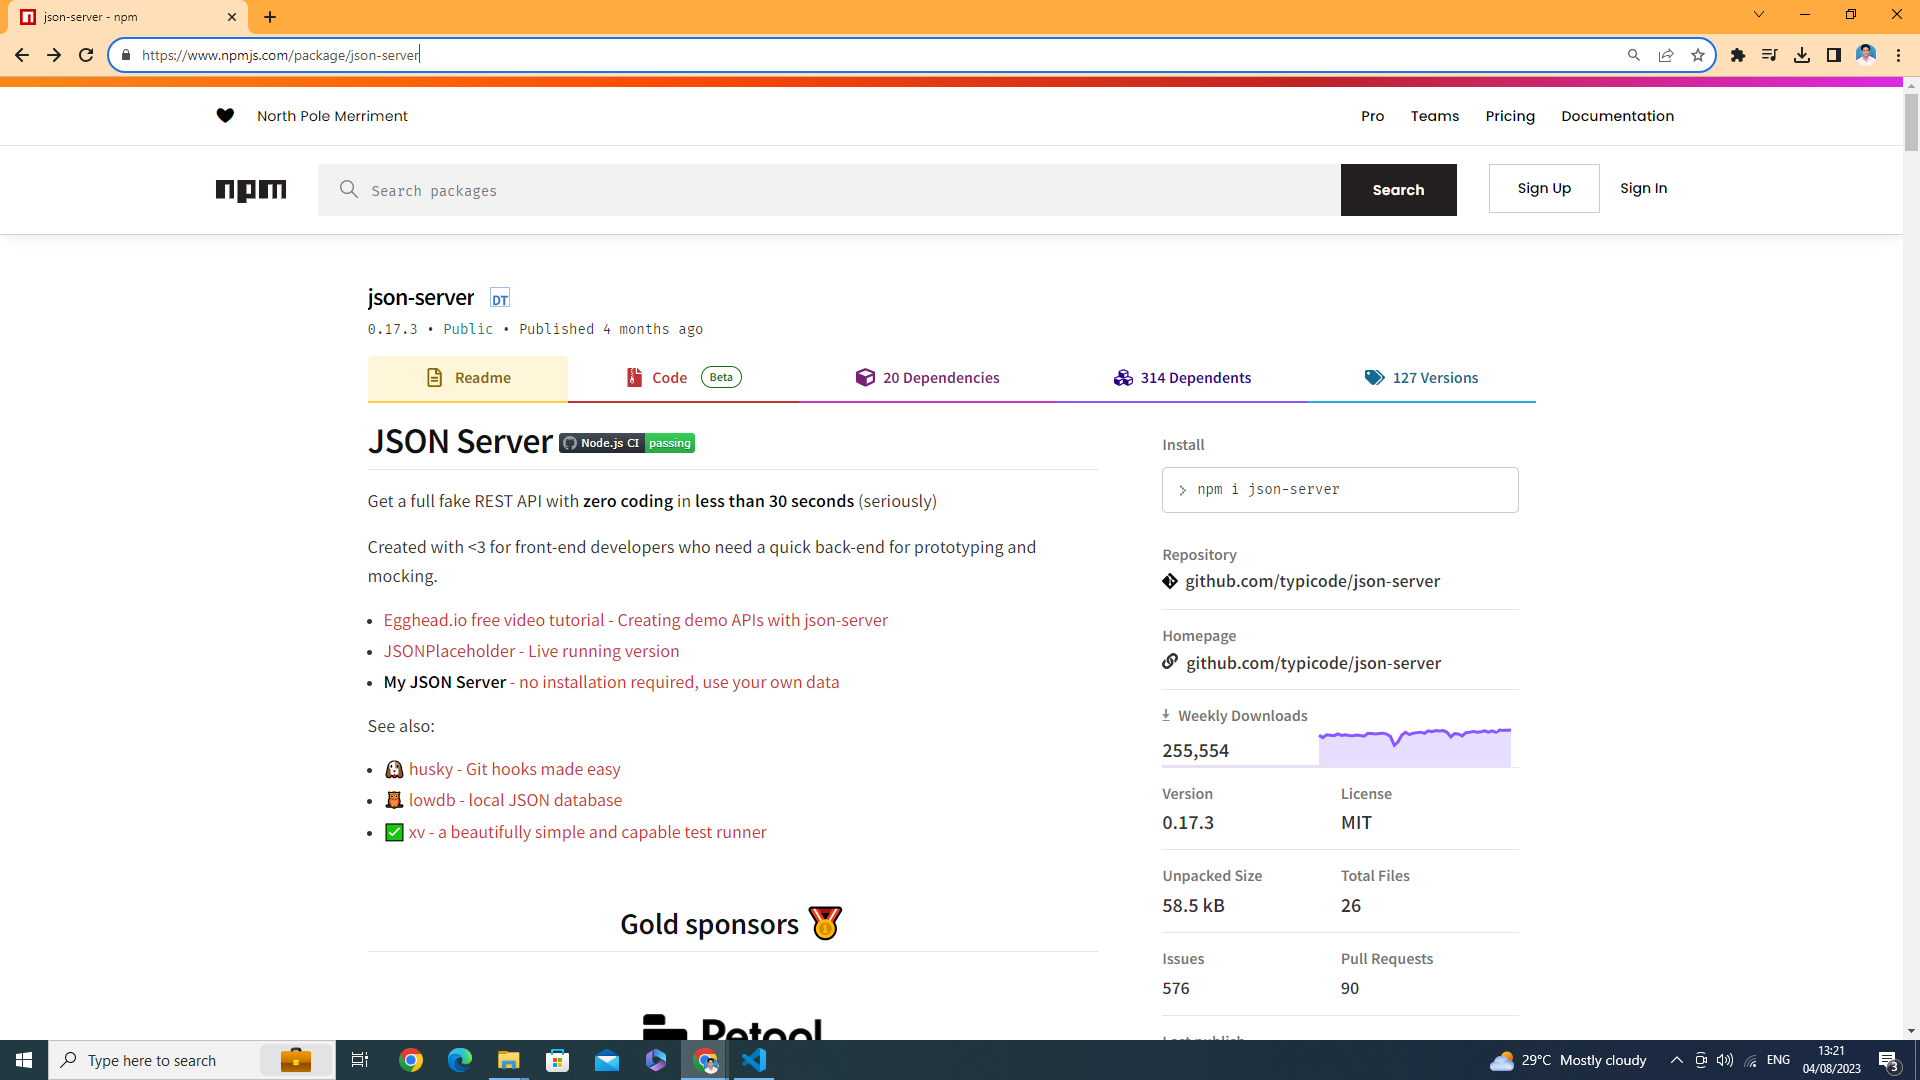 json-server - npm
https://www.npmjs.com/package/json-server
North Pole Merriment
Pro
Teams
Pricing
Documentation
npm
Search packages
Search
Sign Up
Sign In
json-server
DT
0.17.3 • Public • Published 4 months ago
Readme
Code
Beta
20 Dependencies
314 Dependents
127 Versions
JSON Server
Node.js CI
passing
Get a full fake REST API with zero coding in less than 30 seconds (seriously)
Created with <3 for front-end developers who need a quick back-end for prototyping and
mocking.
• Egghead.io free video tutorial - Creating demo APIs with json-server
• JSONPlaceholder - Live running version
• My JSON Server - no installation required, use your own data
See also:
• 🐶 husky - Git hooks made easy
• 🦉 lowdb - local JSON database
• ✅ xv - a beautifully simple and capable test runner
Gold sponsors 🥇
Retool
Install
> npm i json-server
Repository
github.com/typicode/json-server
Homepage
github.com/typicode/json-server
Weekly Downloads
255,554
Version
License
0.17.3
MIT
Unpacked Size
Total Files
58.5 kB
26
Issues
Pull Requests
576
90
Last publish
Type here to search
29°C Mostly cloudy
ENG
13:21
04/08/2023
3